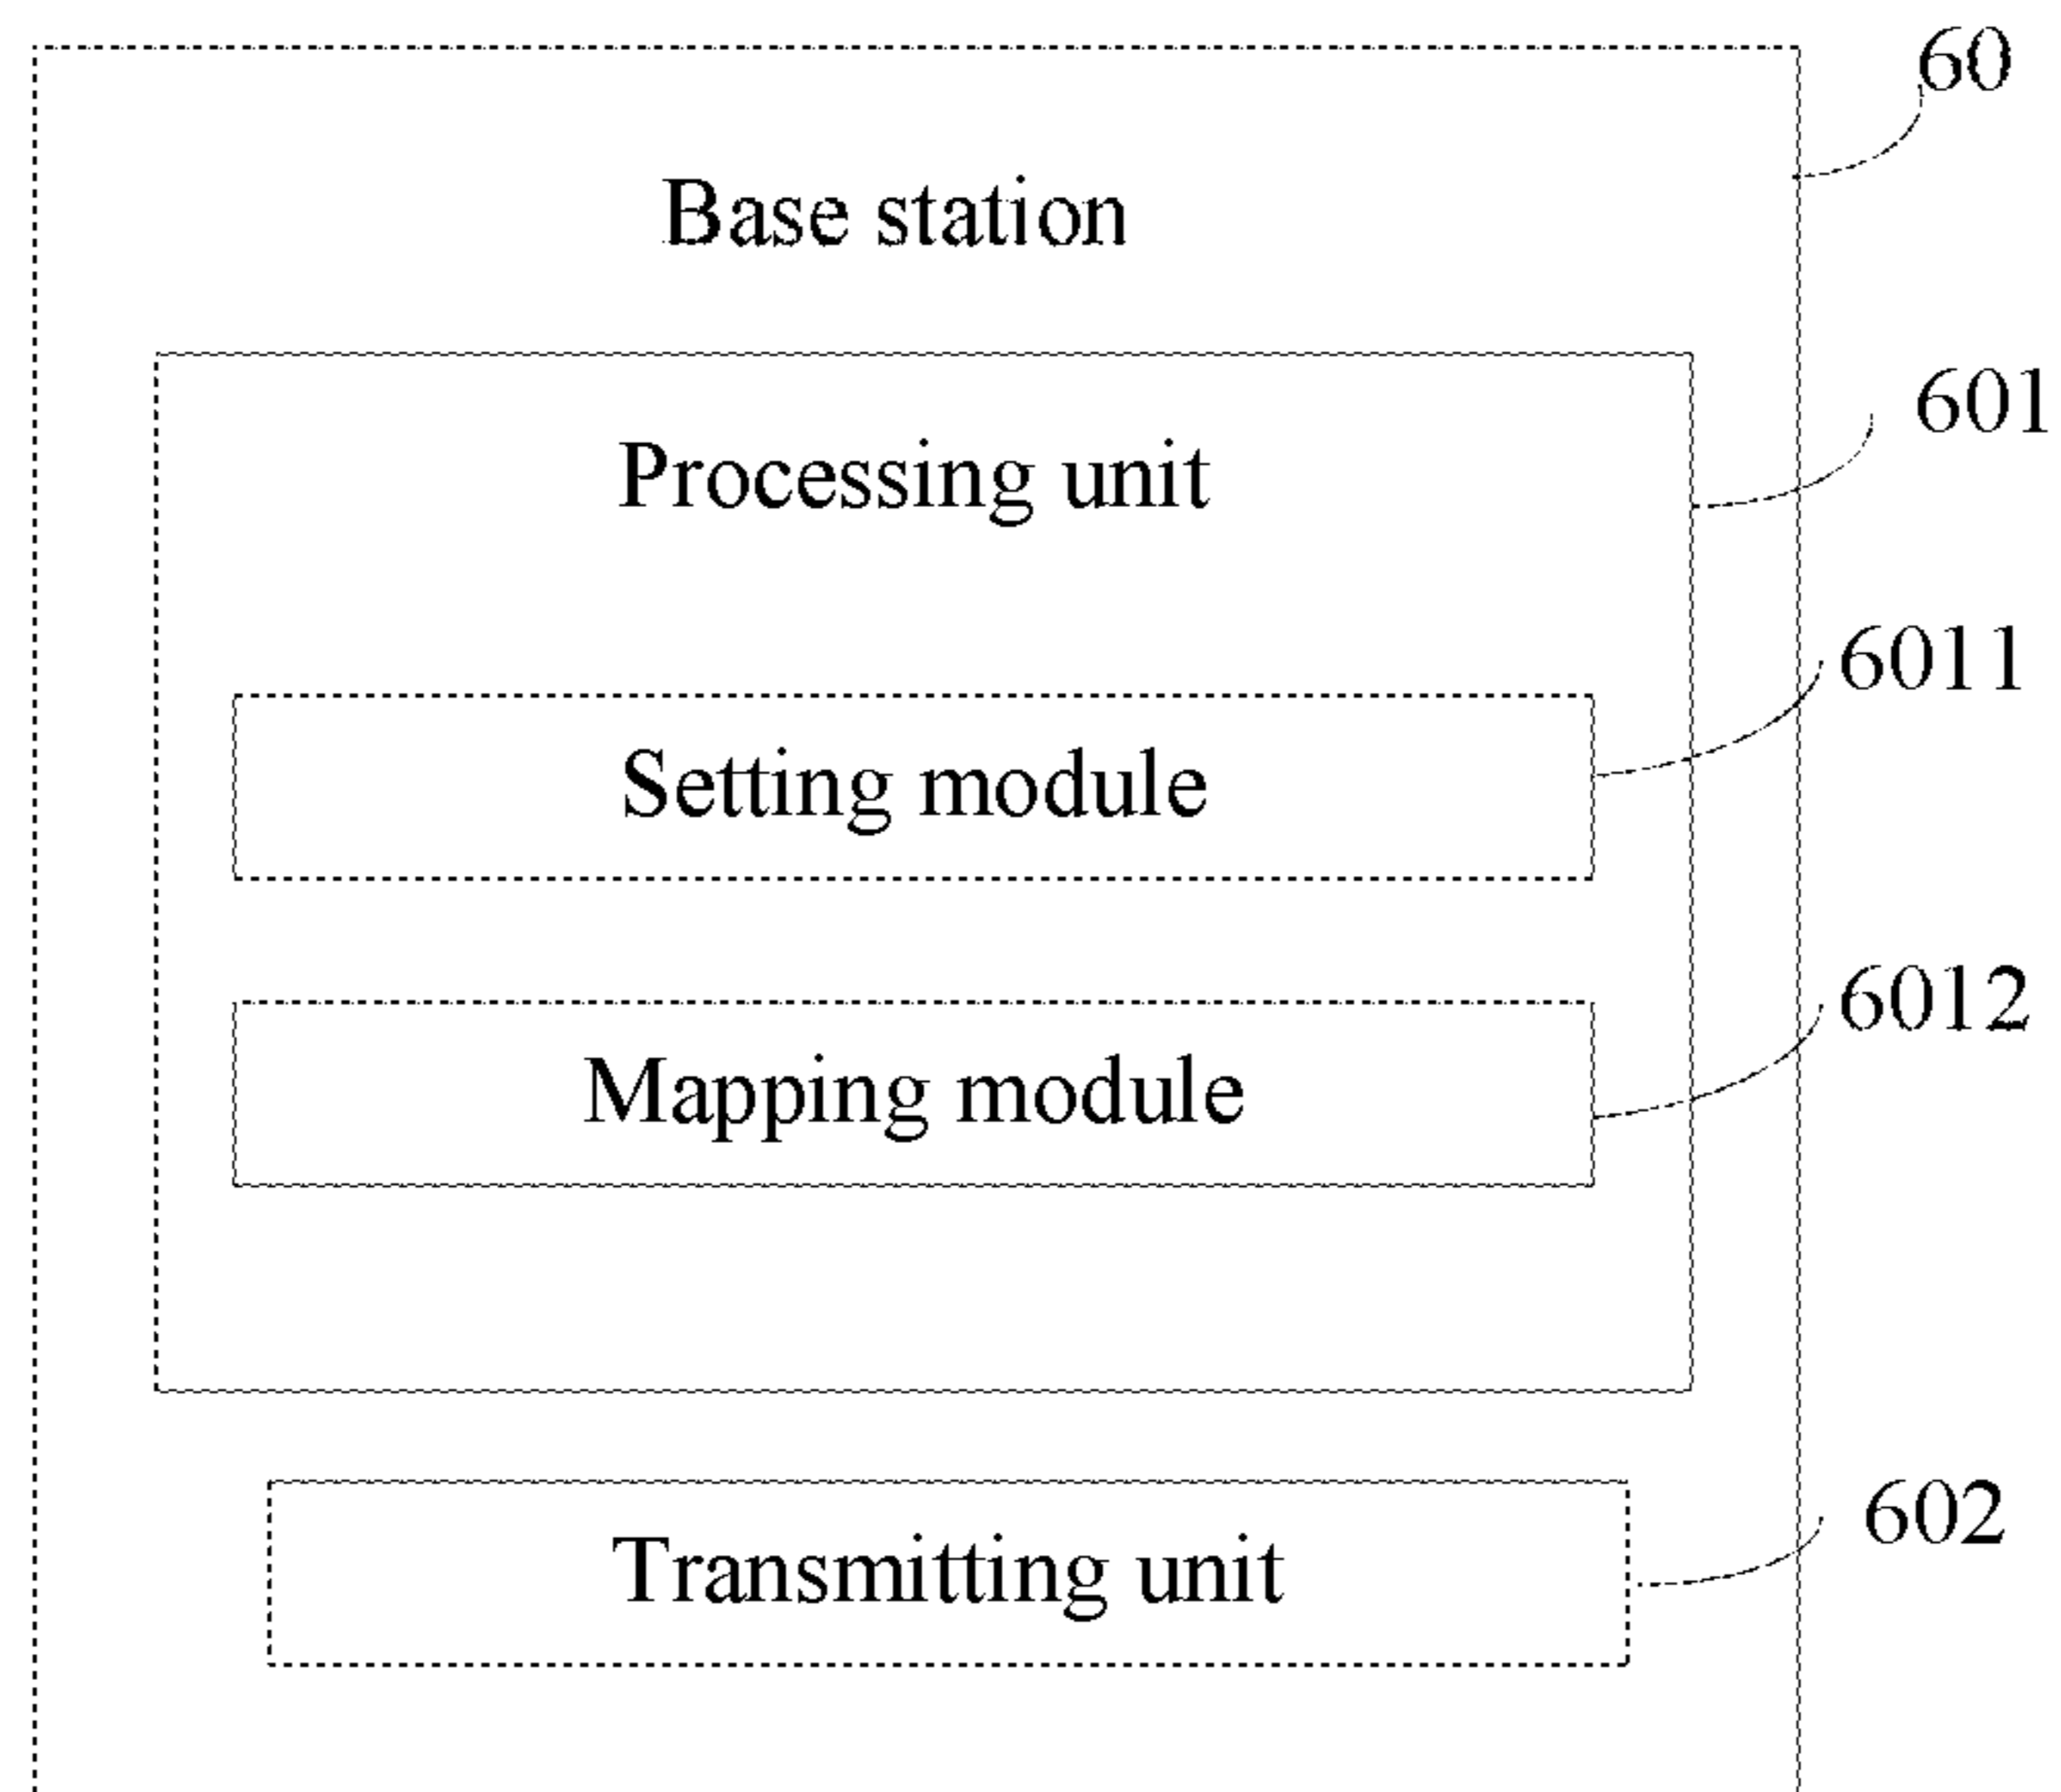 60
Base station
601
Processing unit
6011
Setting module
6012
Mapping module
602
Transmitting unit